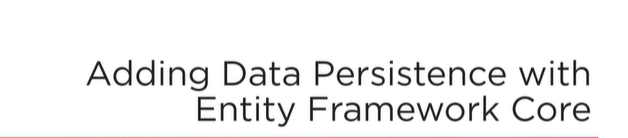 Adding Data Persistence with
Entity Framework Core